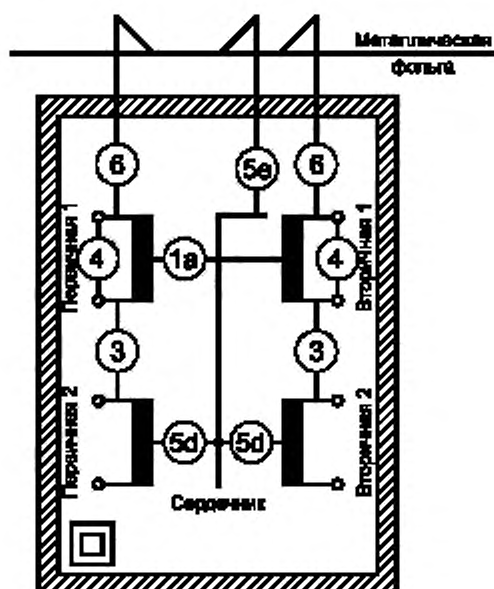 Металлическая
фольга
6
5e
6
Первичная 1
4
1a
4
Вторичная 1
3
3
Первичная 2
5d
5d
Вторичная 2
Сердечник